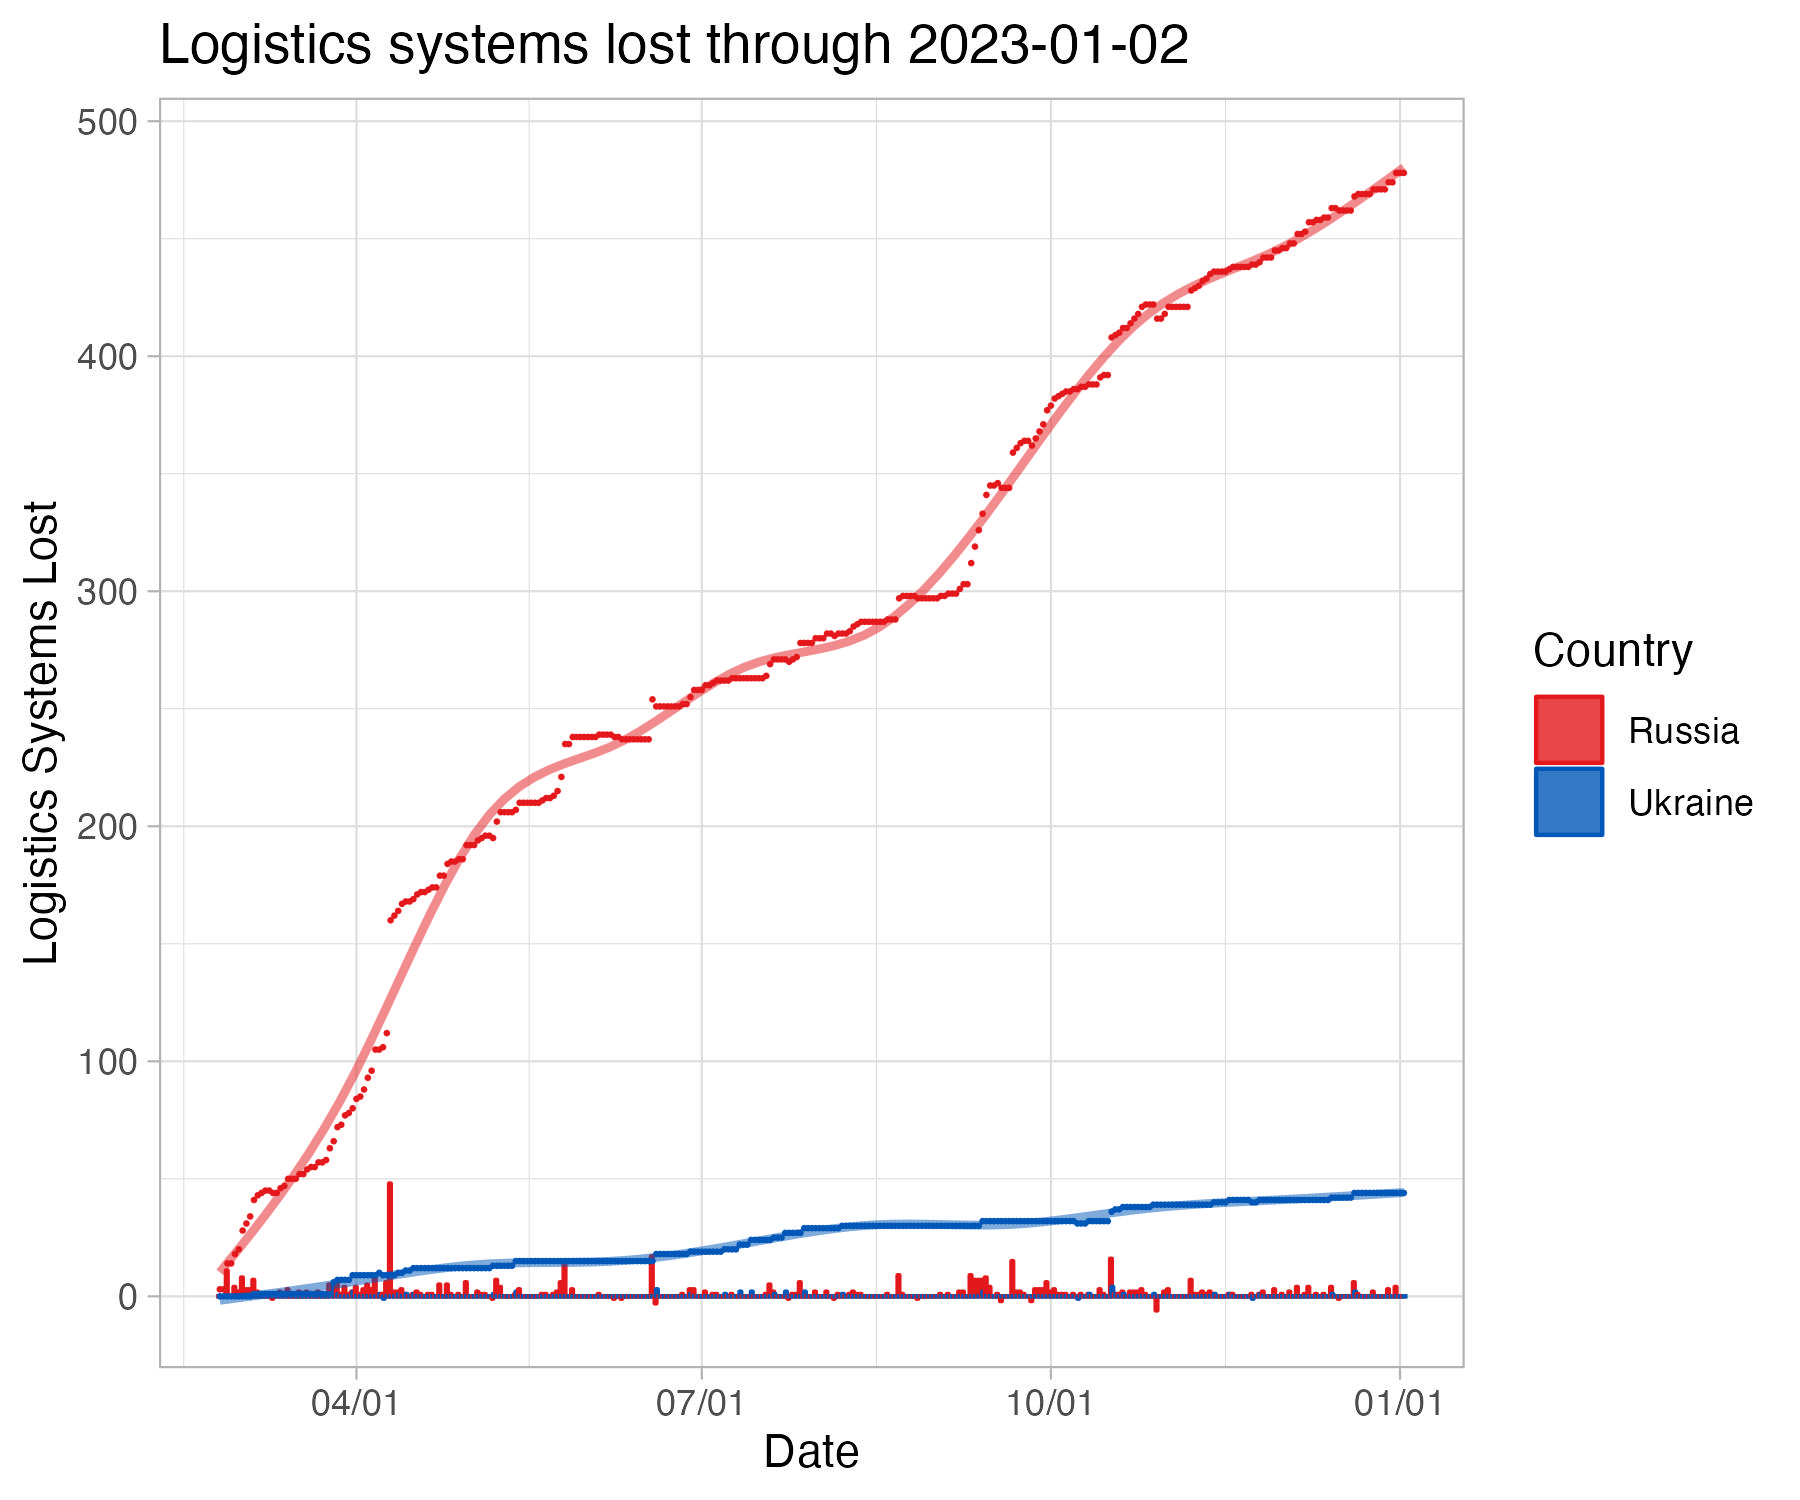 Logistics systems lost through 2023-01-02
Logistics Systems Lost
500
400
300
200
100
0
04/01
07/01
10/01
01/01
Date
Country
Russia
Ukraine